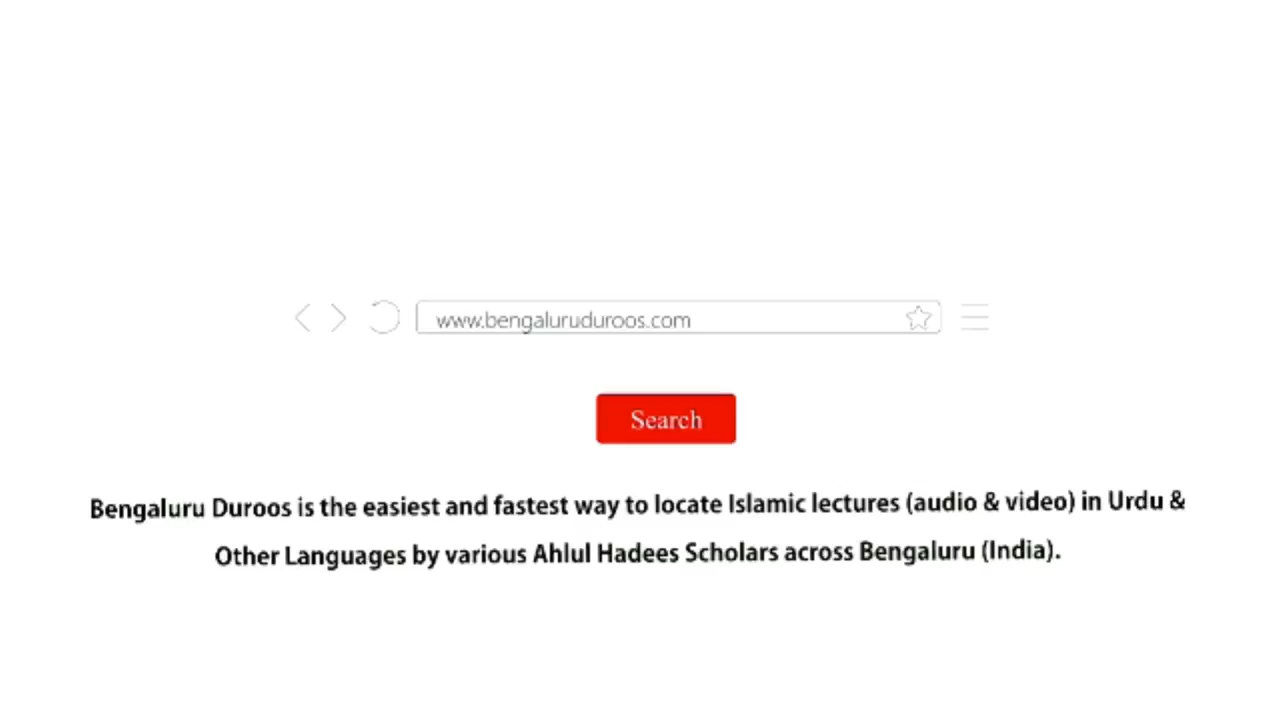 www.bengaluruduroos.com
Search
Bengaluru Duroos is the easiest and fastest way to locate Islamic lectures (audio & video) in Urdu &
Other Languages by various Ahlul Hadees Scholars across Bengaluru (India).